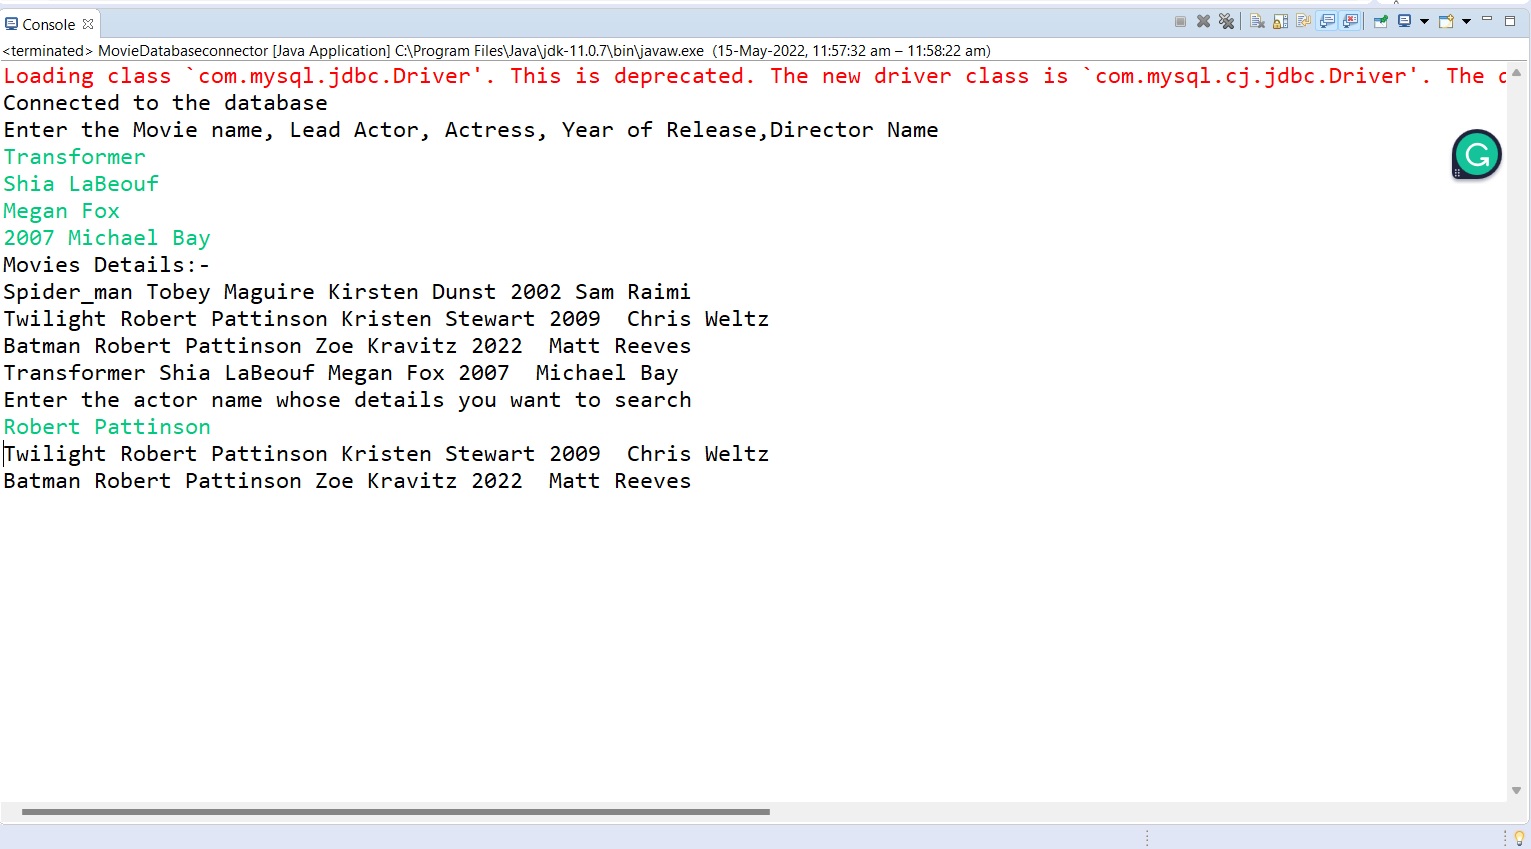 Console
<terminated> MovieDatabaseconnector [Java Application] C:\Program Files\Java\jdk-11.0.7\bin\javaw.exe (15-May-2022, 11:57:32 am – 11:58:22 am)
Loading class `com.mysql.jdbc.Driver'. This is deprecated. The new driver class is `com.mysql.cj.jdbc.Driver'. The
Connected to the database
Enter the Movie name, Lead Actor, Actress, Year of Release,Director Name
Transformer
Shia LaBeouf
Megan Fox
2007 Michael Bay
Movies Details:-
Spider_man Tobey Maguire Kirsten Dunst 2002 Sam Raimi
Twilight Robert Pattinson Kristen Stewart 2009  Chris Weltz
Batman Robert Pattinson Zoe Kravitz 2022  Matt Reeves
Transformer Shia LaBeouf Megan Fox 2007  Michael Bay
Enter the actor name whose details you want to search
Robert Pattinson
Twilight Robert Pattinson Kristen Stewart 2009  Chris Weltz
Batman Robert Pattinson Zoe Kravitz 2022  Matt Reeves